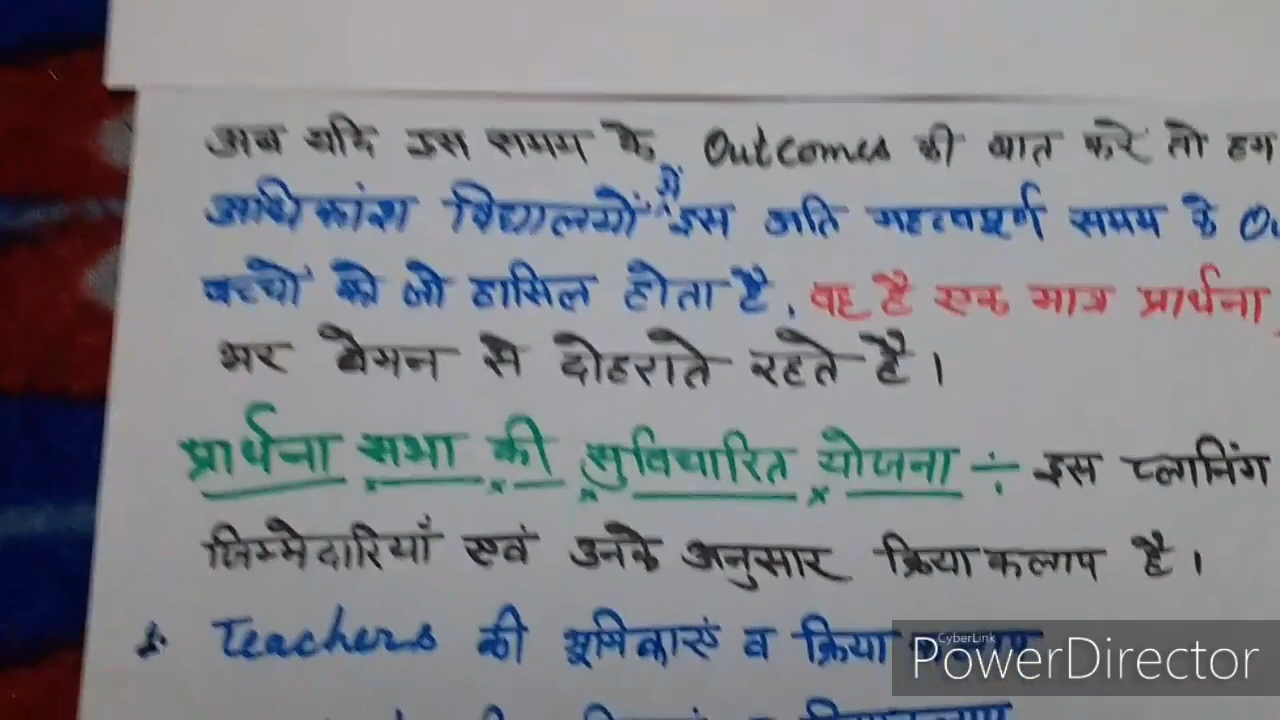 अब यदि इस समय के Outcomes की बात करें तो हम
अधिकांश विद्यालयों में इस अति महत्वपूर्ण समय के
बच्चों को जो हासिल होता है, वह है एक मात्र प्रार्थना
भर बेमन से दोहराते रहते है।
प्रार्थना सभा की सुविचारित योजना ÷ इस प्लानिंग
जिम्मेदारियाँ एवं उनके अनुसार क्रियाकलाप है।
1. Teachers की भूमिकाएं व क्रिया
CyberLink
PowerDirector